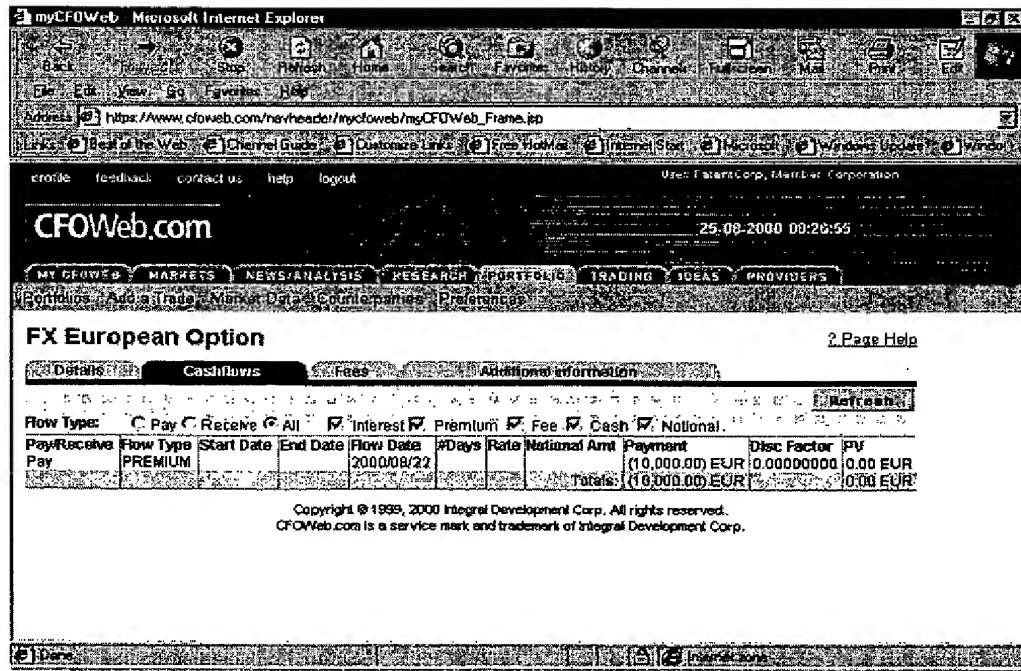 myCFOWeb - Microsoft Internet Explorer
Back Forward Stop Refresh Home Search Favorites History Channels Fullscreen Mail Print Edit
File Edit View Go Favorites Help
Address https://www.cfoweb.com/navheader/mycfoweb/myCFOWeb_Frame.jsp
Links Best of the Web Channel Guide Customize Links Free HotMail Internet Start Microsoft Windows Update Window
profile feedback contact us help logout User: PatentCorp, Member Corporation
CFOWeb.com 25-08-2000 00:26:55
MY CFOWEB MARKETS NEWS/ANALYSIS RESEARCH PORTFOLIO TRADING IDEAS PROVIDERS
Portfolios Add a Trade Market Data Counterparties Preferences
FX European Option ? Page Help
Details Cashflows Fees Additional information
Refresh
Flow Type: Pay Receive All Interest Premium Fee Cash Notional
Pay/Receive Flow Type Start Date End Date Flow Date #Days Rate Notional Amt Payment Disc Factor PV
Pay PREMIUM 2000/08/22 (10,000.00) EUR 0.00000000 0.00 EUR
Totals: (10,000.00) EUR 0.00 EUR
Copyright © 1999, 2000 Integral Development Corp. All rights reserved.
CFOWeb.com is a service mark and trademark of Integral Development Corp.
Done Internet zone